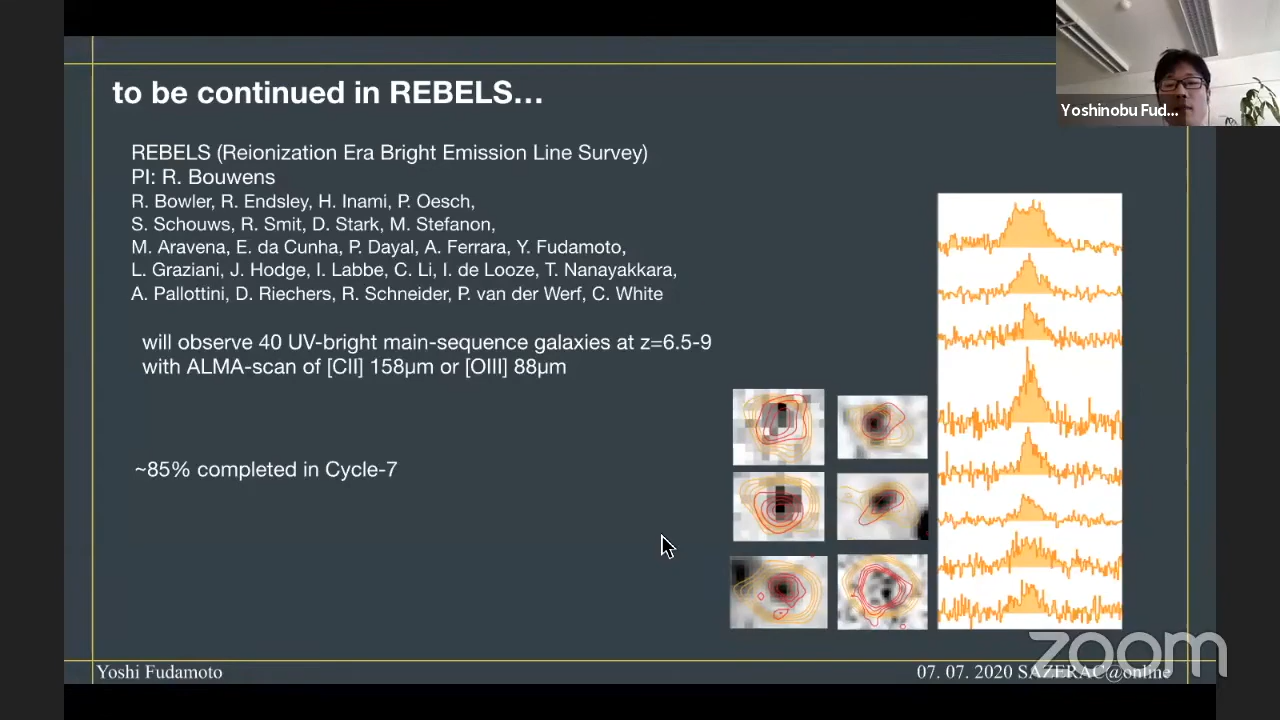 to be continued in REBELS…
REBELS (Reionization Era Bright Emission Line Survey)
PI: R. Bouwens
R. Bowler, R. Endsley, H. Inami, P. Oesch,
S. Schouws, R. Smit, D. Stark, M. Stefanon,
M. Aravena, E. da Cunha, P. Dayal, A. Ferrara, Y. Fudamoto,
L. Graziani, J. Hodge, I. Labbe, C. Li, I. de Looze, T. Nanayakkara,
A. Pallottini, D. Riechers, R. Schneider, P. van der Werf, C. White
will observe 40 UV-bright main-sequence galaxies at z=6.5-9
with ALMA-scan of [CII] 158μm or [OIII] 88μm
~85% completed in Cycle-7
Yoshi Fudamoto
07. 07. 2020 SAZERAC@online
Yoshinobu Fud...
zoom